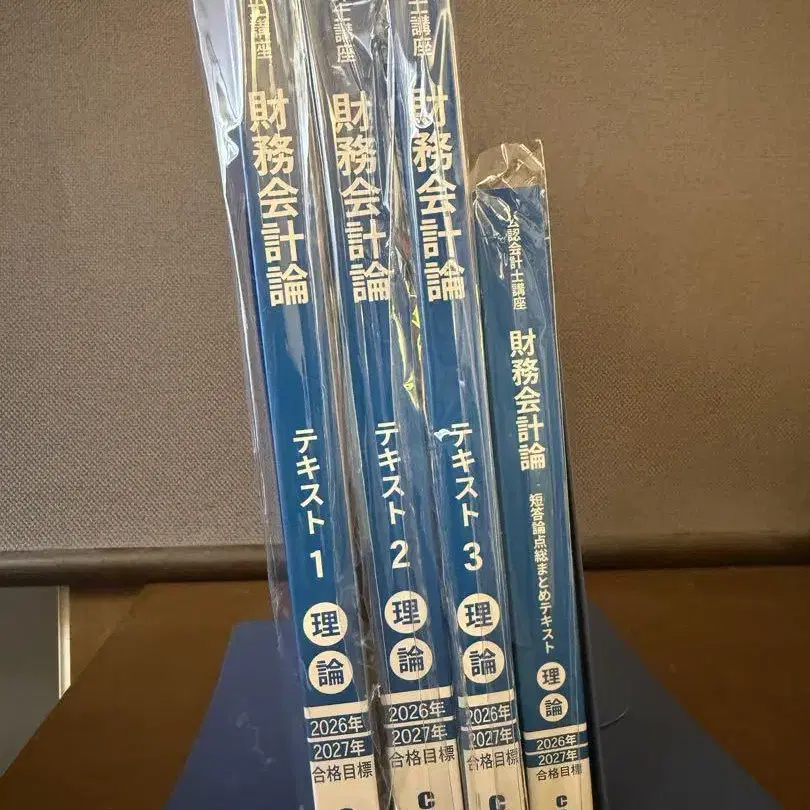 士講座
財務会計論
テキスト 1
理論
2026年
2027年
合格目標
士講座
財務会計論
テキスト 2
理論
2026年
2027年
合格目標
C
士講座
財務会計論
テキスト 3
理論
2026年
2027年
合格目標
C
公認会計士講座
財務会計論
短答論点総まとめテキスト
理論
2026年
2027年
合格目標
C